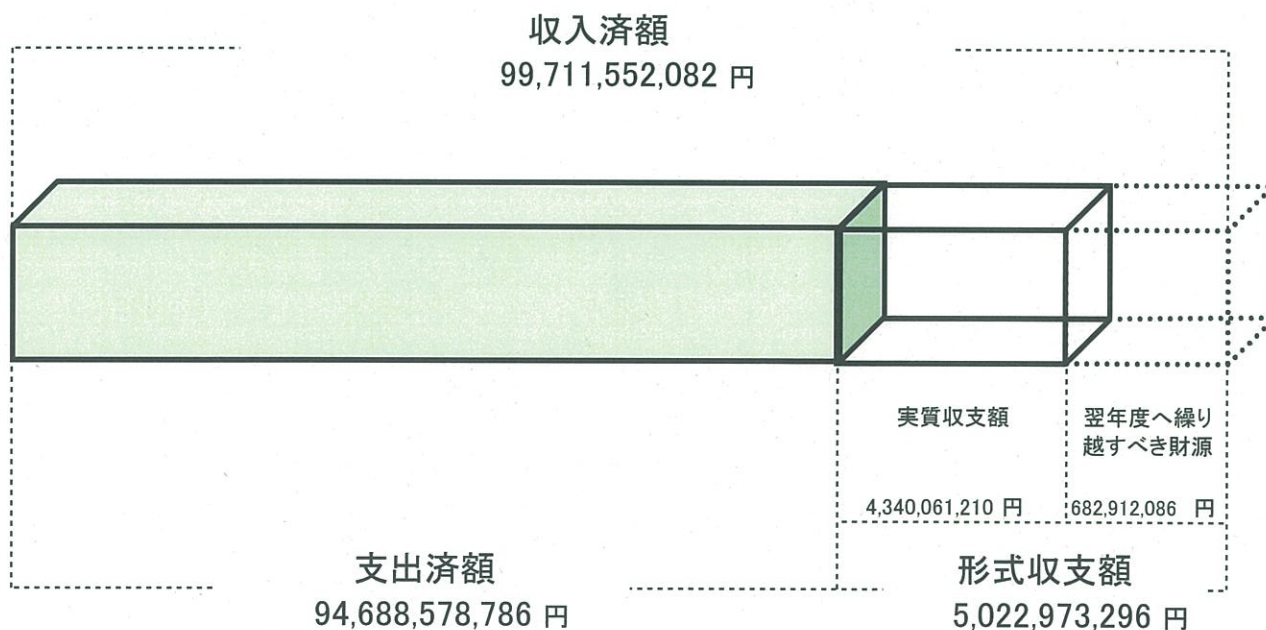 収入済額
99,711,552,082 円
実質収支額
翌年度へ繰り
越すべき財源
4,340,061,210 円
682,912,086 円
支出済額
94,688,578,786 円
形式収支額
5,022,973,296 円